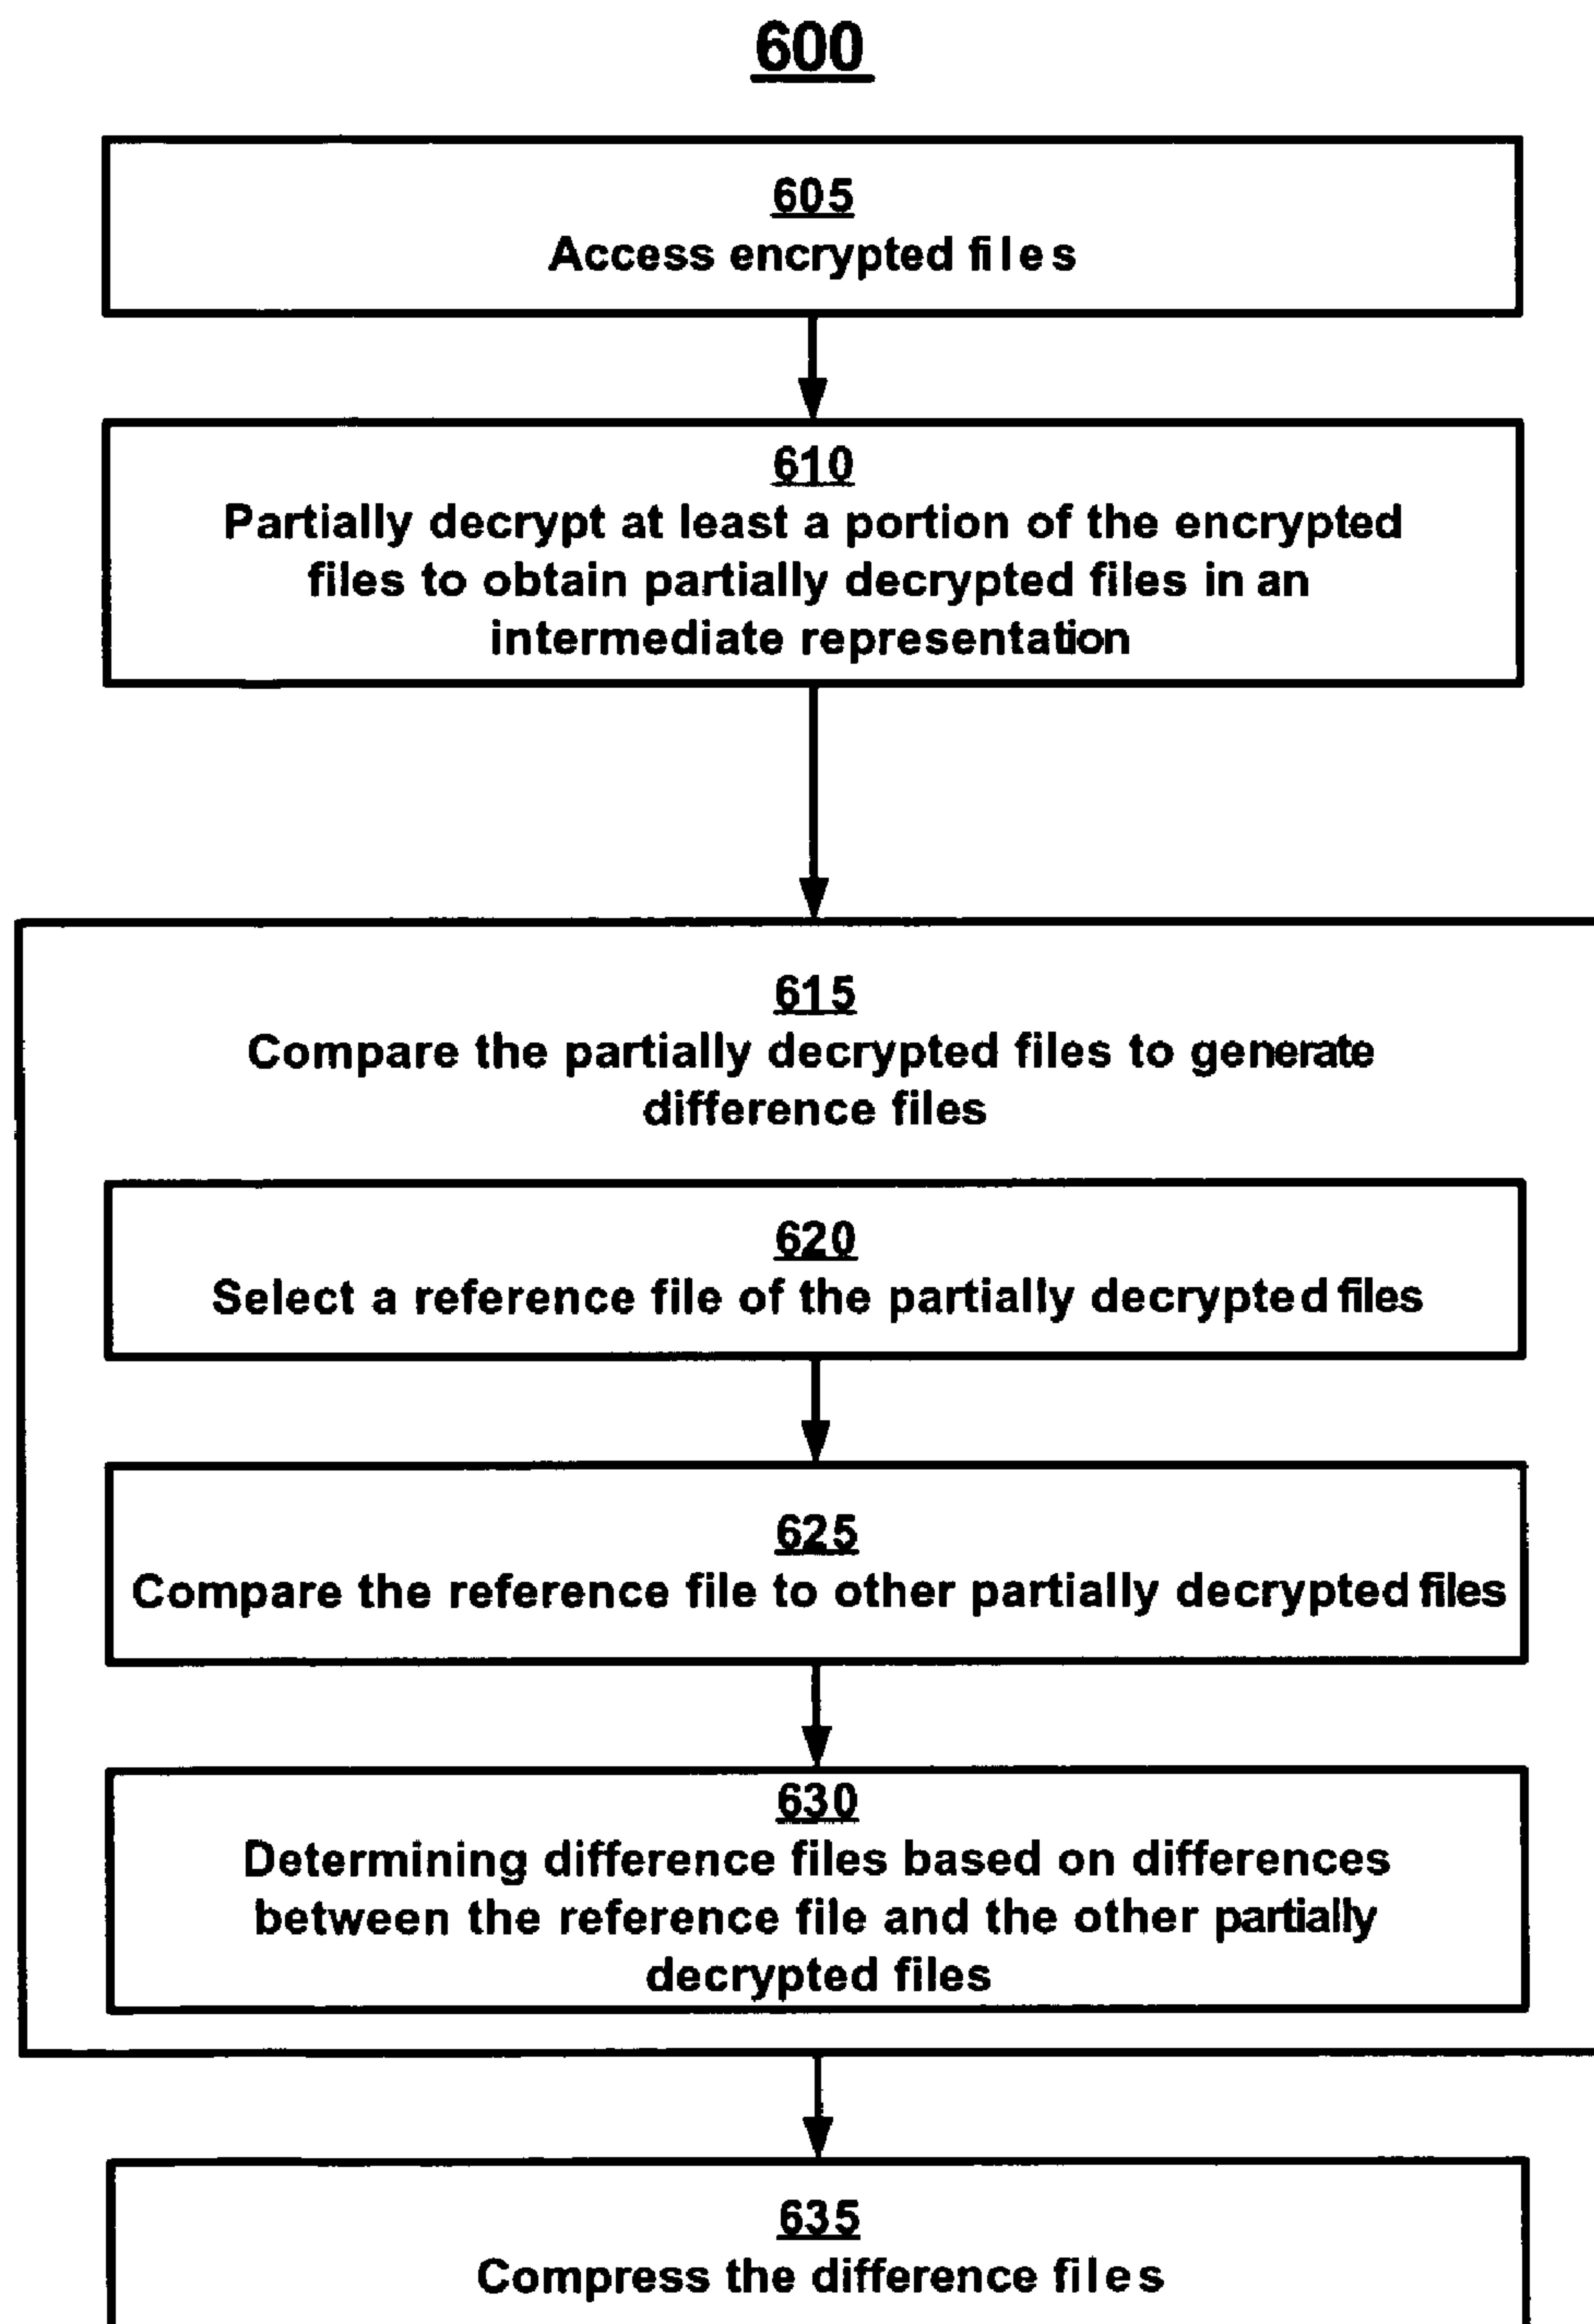 600
605
Access encrypted files
610
Partially decrypt at least a portion of the encrypted
files to obtain partially decrypted files in an
intermediate representation
615
Compare the partially decrypted files to generate
difference files
620
Select a reference file of the partially decrypted files
625
Compare the reference file to other partially decrypted files
630
Determining difference files based on differences
between the reference file and the other partially
decrypted files
635
Compress the difference files